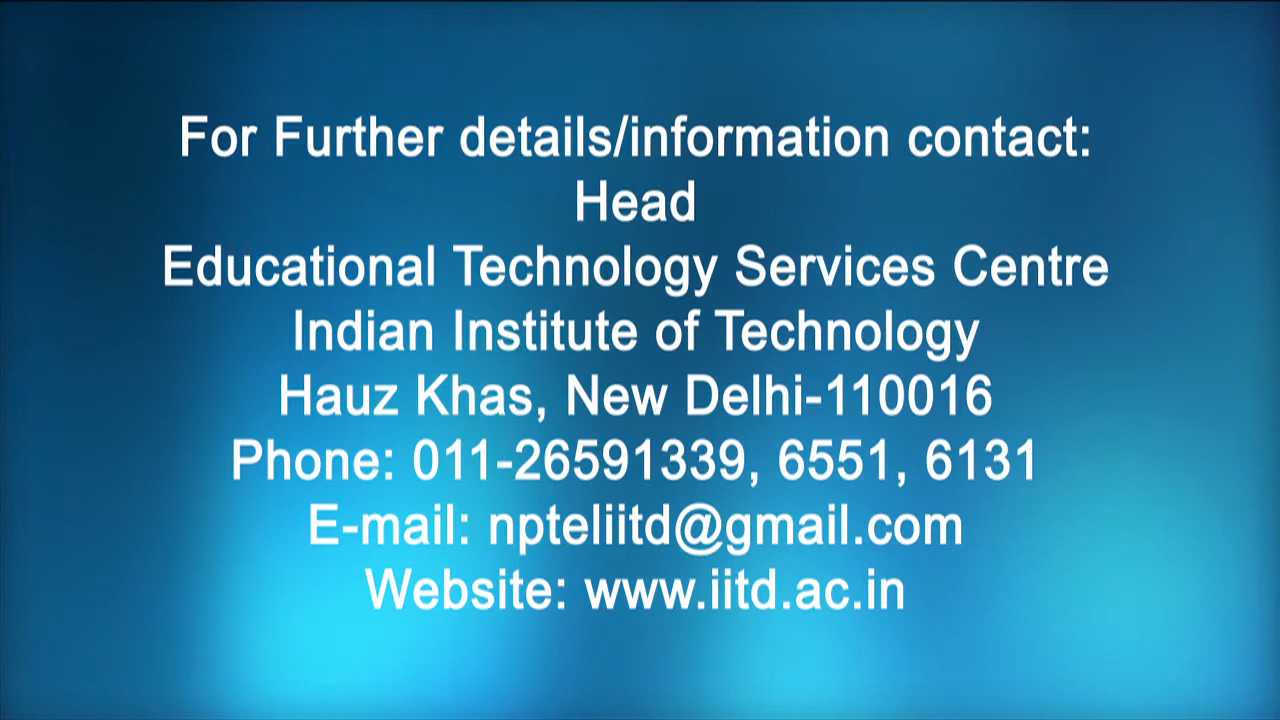 For Further details/information contact:
Head
Educational Technology Services Centre
Indian Institute of Technology
Hauz Khas, New Delhi-110016
Phone: 011-26591339, 6551, 6131
E-mail: npteliitd@gmail.com
Website: www.iitd.ac.in